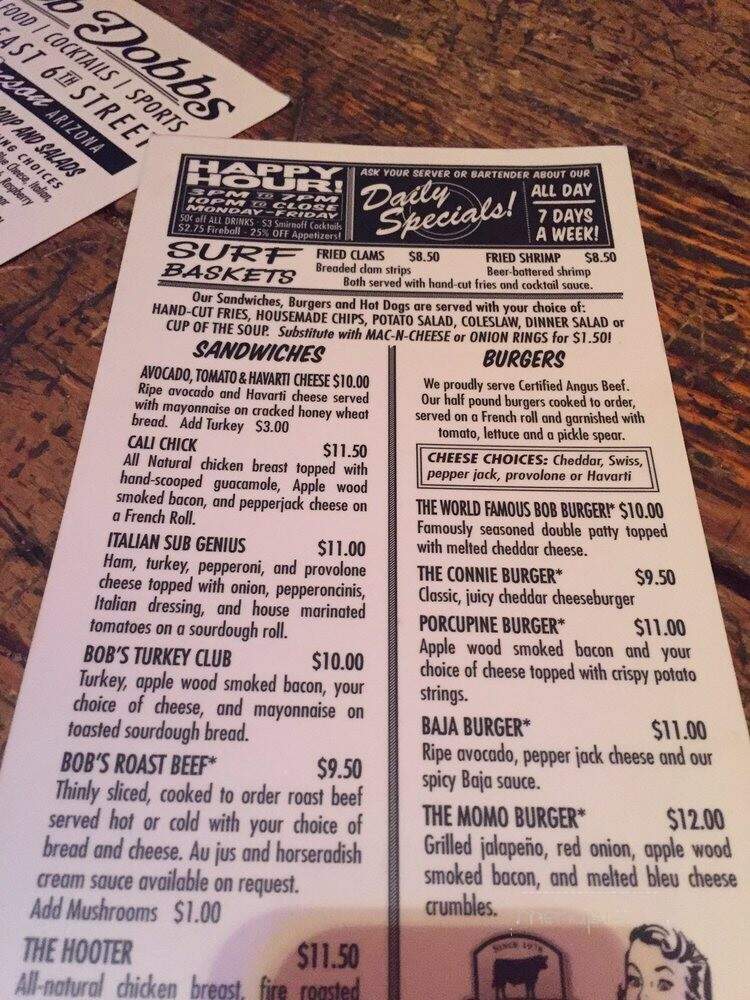 b Dobbs
FOOD | COCKTAILS | SPORTS
EAST 6TH STREET
ARIZONA
SOUP AND SALADS
CHOICES
Italian,
Raspberry
HAPPY
HOUR!
10PM TO CLOSE
MONDAY-FRIDAY
50¢ off ALL DRINKS - $3 Smirnoff Cocktails
$2.75 Fireball - 25% OFF Appetizers!
ASK YOUR SERVER OR BARTENDER ABOUT OUR
Daily
Specials!
ALL DAY
7 DAYS
A WEEK!
SURF
BASKETS
FRIED CLAMS $8.50
Breaded clam strips
FRIED SHRIMP $8.50
Beer-battered shrimp
Both served with hand-cut fries and cocktail sauce.
Our Sandwiches, Burgers and Hot Dogs are served with your choice of:
HAND-CUT FRIES, HOUSEMADE CHIPS, POTATO SALAD, COLESLAW, DINNER SALAD or
CUP OF THE SOUP. Substitute with MAC-N-CHEESE or ONION RINGS for $1.50!
SANDWICHES
AVOCADO, TOMATO & HAVARTI CHEESE $10.00
Ripe avocado and Havarti cheese served
with mayonnaise on cracked honey wheat
bread. Add Turkey $3.00
CALI CHICK $11.50
All Natural chicken breast topped with
hand-scooped guacamole, Apple wood
smoked bacon, and pepperjack cheese on
a French Roll.
ITALIAN SUB GENIUS $11.00
Ham, turkey, pepperoni, and provolone
cheese topped with onion, pepperoncinis,
Italian dressing, and house marinated
tomatoes on a sourdough roll.
BOB'S TURKEY CLUB $10.00
Turkey, apple wood smoked bacon, your
choice of cheese, and mayonnaise on
toasted sourdough bread.
BOB'S ROAST BEEF* $9.50
Thinly sliced, cooked to order roast beef
served hot or cold with your choice of
bread and cheese. Au jus and horseradish
cream sauce available on request.
Add Mushrooms $1.00
THE HOOTER $11.50
All-natural chicken breast, fire roasted
BURGERS
We proudly serve Certified Angus Beef.
Our half pound burgers cooked to order,
served on a French roll and garnished with
tomato, lettuce and a pickle spear.
CHEESE CHOICES: Cheddar, Swiss,
pepper jack, provolone or Havarti
THE WORLD FAMOUS BOB BURGER!* $10.00
Famously seasoned double patty topped
with melted cheddar cheese.
THE CONNIE BURGER* $9.50
Classic, juicy cheddar cheeseburger
PORCUPINE BURGER* $11.00
Apple wood smoked bacon and your
choice of cheese topped with crispy potato
strings.
BAJA BURGER* $11.00
Ripe avocado, pepper jack cheese and our
spicy Baja sauce.
THE MOMO BURGER* $12.00
Grilled jalapeño, red onion, apple wood
smoked bacon, and melted bleu cheese
crumbles.
SINCE 1978